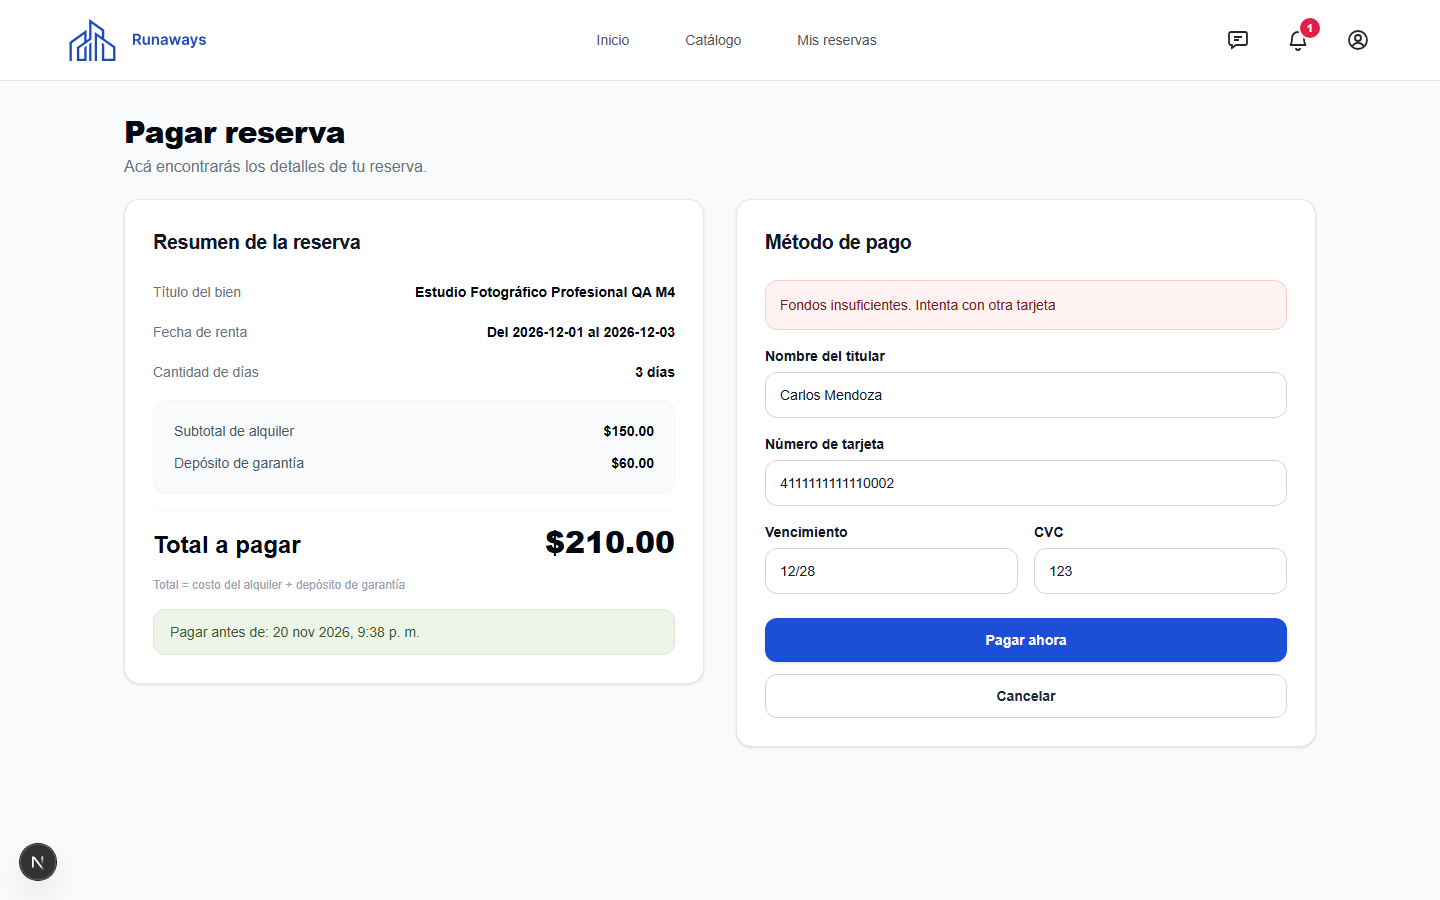 Runaways
Inicio
Catálogo
Mis reservas
1
Pagar reserva
Acá encontrarás los detalles de tu reserva.
Resumen de la reserva
Título del bien
Estudio Fotográfico Profesional QA M4
Fecha de renta
Del 2026-12-01 al 2026-12-03
Cantidad de días
3 días
Subtotal de alquiler
$150.00
Depósito de garantía
$60.00
Total a pagar
$210.00
Total = costo del alquiler + depósito de garantía
Pagar antes de: 20 nov 2026, 9:38 p. m.
Método de pago
Fondos insuficientes. Intenta con otra tarjeta
Nombre del titular
Carlos Mendoza
Número de tarjeta
4111111111110002
Vencimiento
CVC
12/28
123
Pagar ahora
Cancelar
N